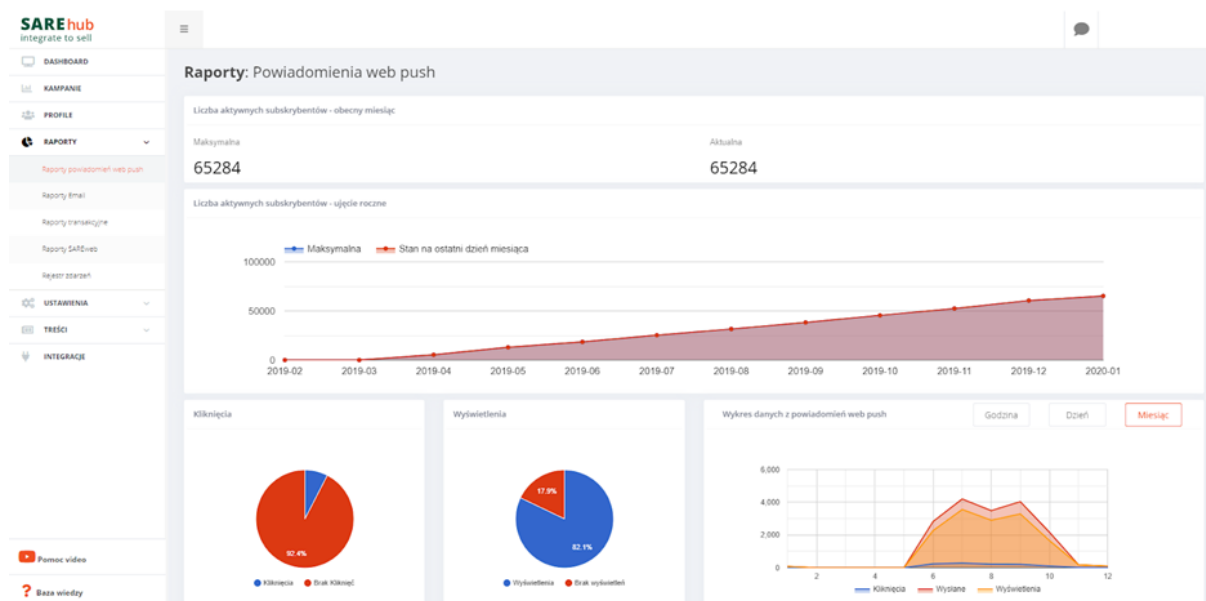 SAREhub
integrate to sell
DASHBOARD
KAMPANIE
PROFILE
RAPORTY
Raporty powiadomień web push
Raporty Email
Raporty transakcyjne
Raporty SAREweb
Rejestr zdarzeń
USTAWIENIA
TREŚCI
INTEGRACJE
Pomoc video
Baza wiedzy
Raporty: Powiadomienia web push
Liczba aktywnych subskrybentów - obecny miesiąc
Maksymalna
65284
Aktualna
65284
Liczba aktywnych subskrybentów - ujęcie roczne
Maksymalna Stan na ostatni dzień miesiąca
100000
50000
0
2019-02 2019-03 2019-04 2019-05 2019-06 2019-07 2019-08 2019-09 2019-10 2019-11 2019-12 2020-01
Kliknięcia
92.4%
Kliknięcia Brak Kliknięć
Wyświetlenia
17.9%
82.1%
Wyświetlenia Brak wyświetleń
Wykres danych z powiadomień web push
Godzina Dzień Miesiąc
6,000
4,000
2,000
0
2 4 6 8 10 12
Kliknięcia Wysłane Wyświetlenia